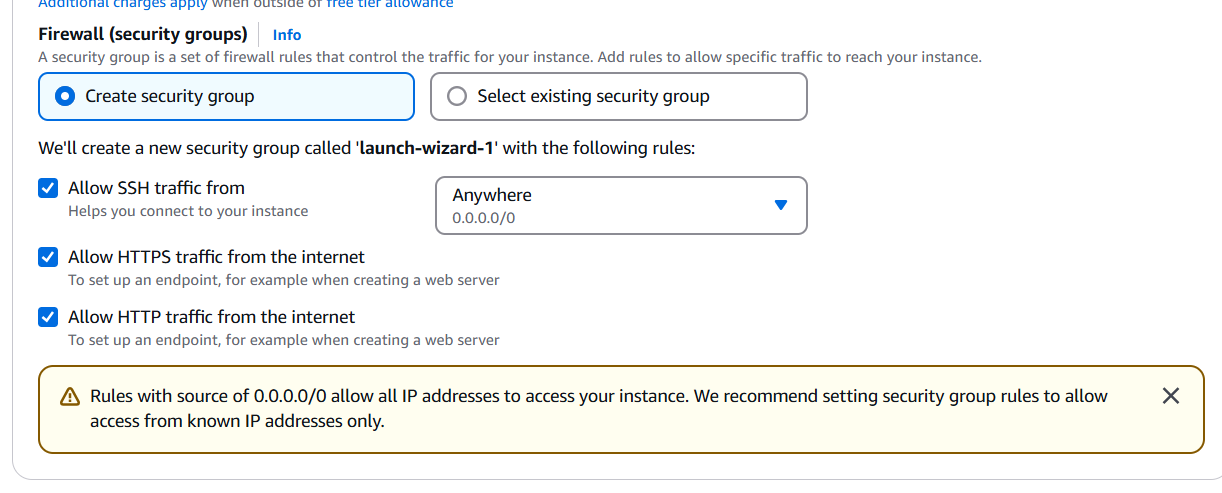 Additional charges apply when outside of free tier allowance
Firewall (security groups) Info
A security group is a set of firewall rules that control the traffic for your instance. Add rules to allow specific traffic to reach your instance.
Create security group
Select existing security group
We'll create a new security group called 'launch-wizard-1' with the following rules:
Allow SSH traffic from
Helps you connect to your instance
Anywhere
0.0.0.0/0
Allow HTTPS traffic from the internet
To set up an endpoint, for example when creating a web server
Allow HTTP traffic from the internet
To set up an endpoint, for example when creating a web server
Rules with source of 0.0.0.0/0 allow all IP addresses to access your instance. We recommend setting security group rules to allow
access from known IP addresses only.